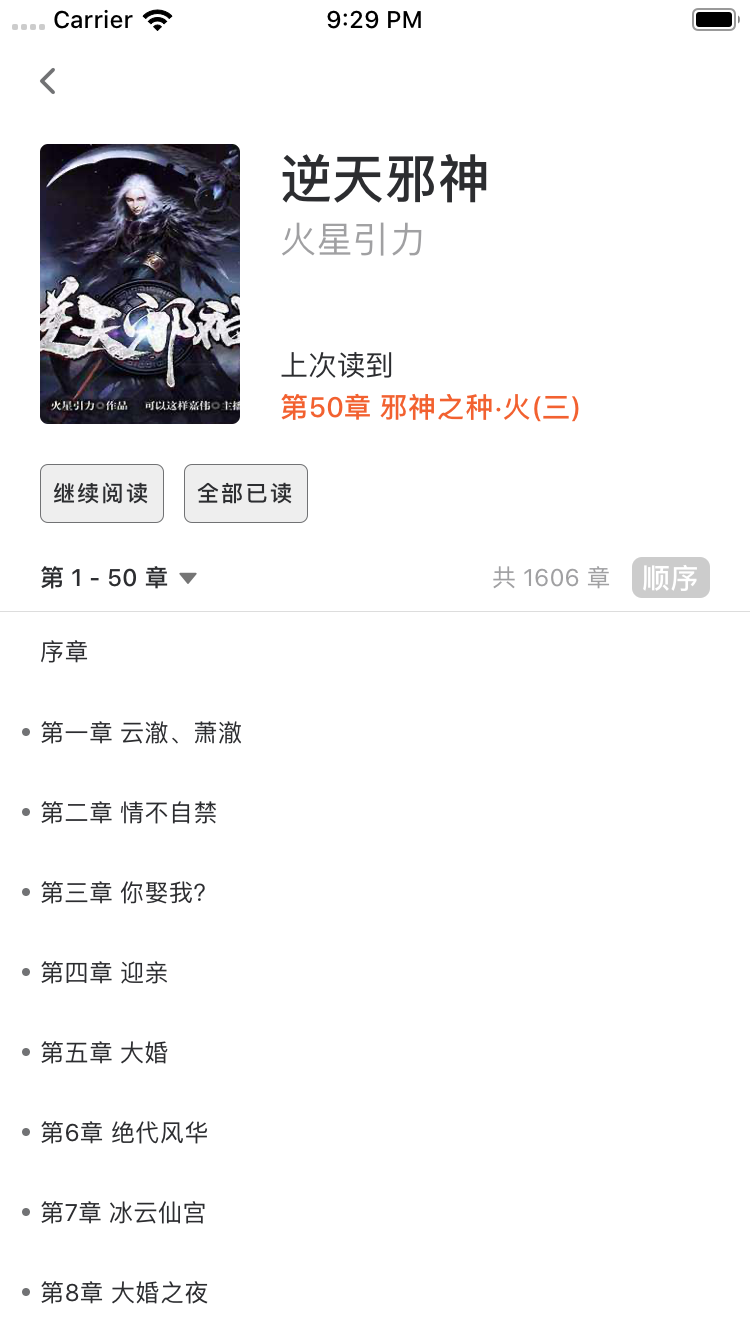 Carrier
9:29 PM
逆天邪神
火星引力
逆天邪神
火星引力◎作品 可以这样嘉伟◎主播
上次读到
第50章 邪神之种·火(三)
继续阅读
全部已读
第 1 - 50 章
共 1606 章
顺序
序章
第一章 云澈、萧澈
第二章 情不自禁
第三章 你娶我?
第四章 迎亲
第五章 大婚
第6章 绝代风华
第7章 冰云仙宫
第8章 大婚之夜